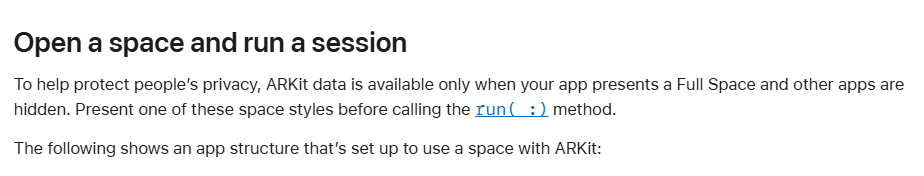 Open a space and run a session
To help protect people's privacy, ARKit data is available only when your app presents a Full Space and other apps are
hidden. Present one of these space styles before calling the run(_:) method.
The following shows an app structure that's set up to use a space with ARKit: